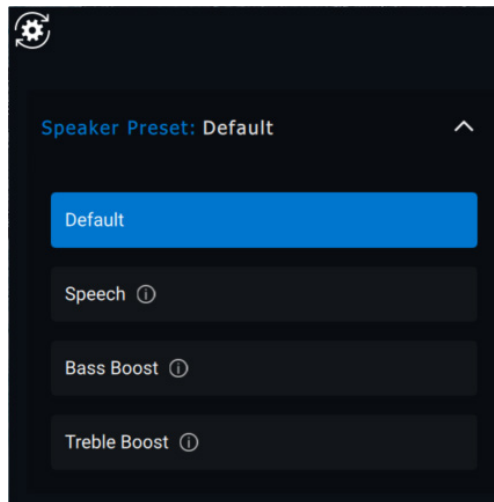 Speaker Preset: Default
Default
Speech
Bass Boost
Treble Boost